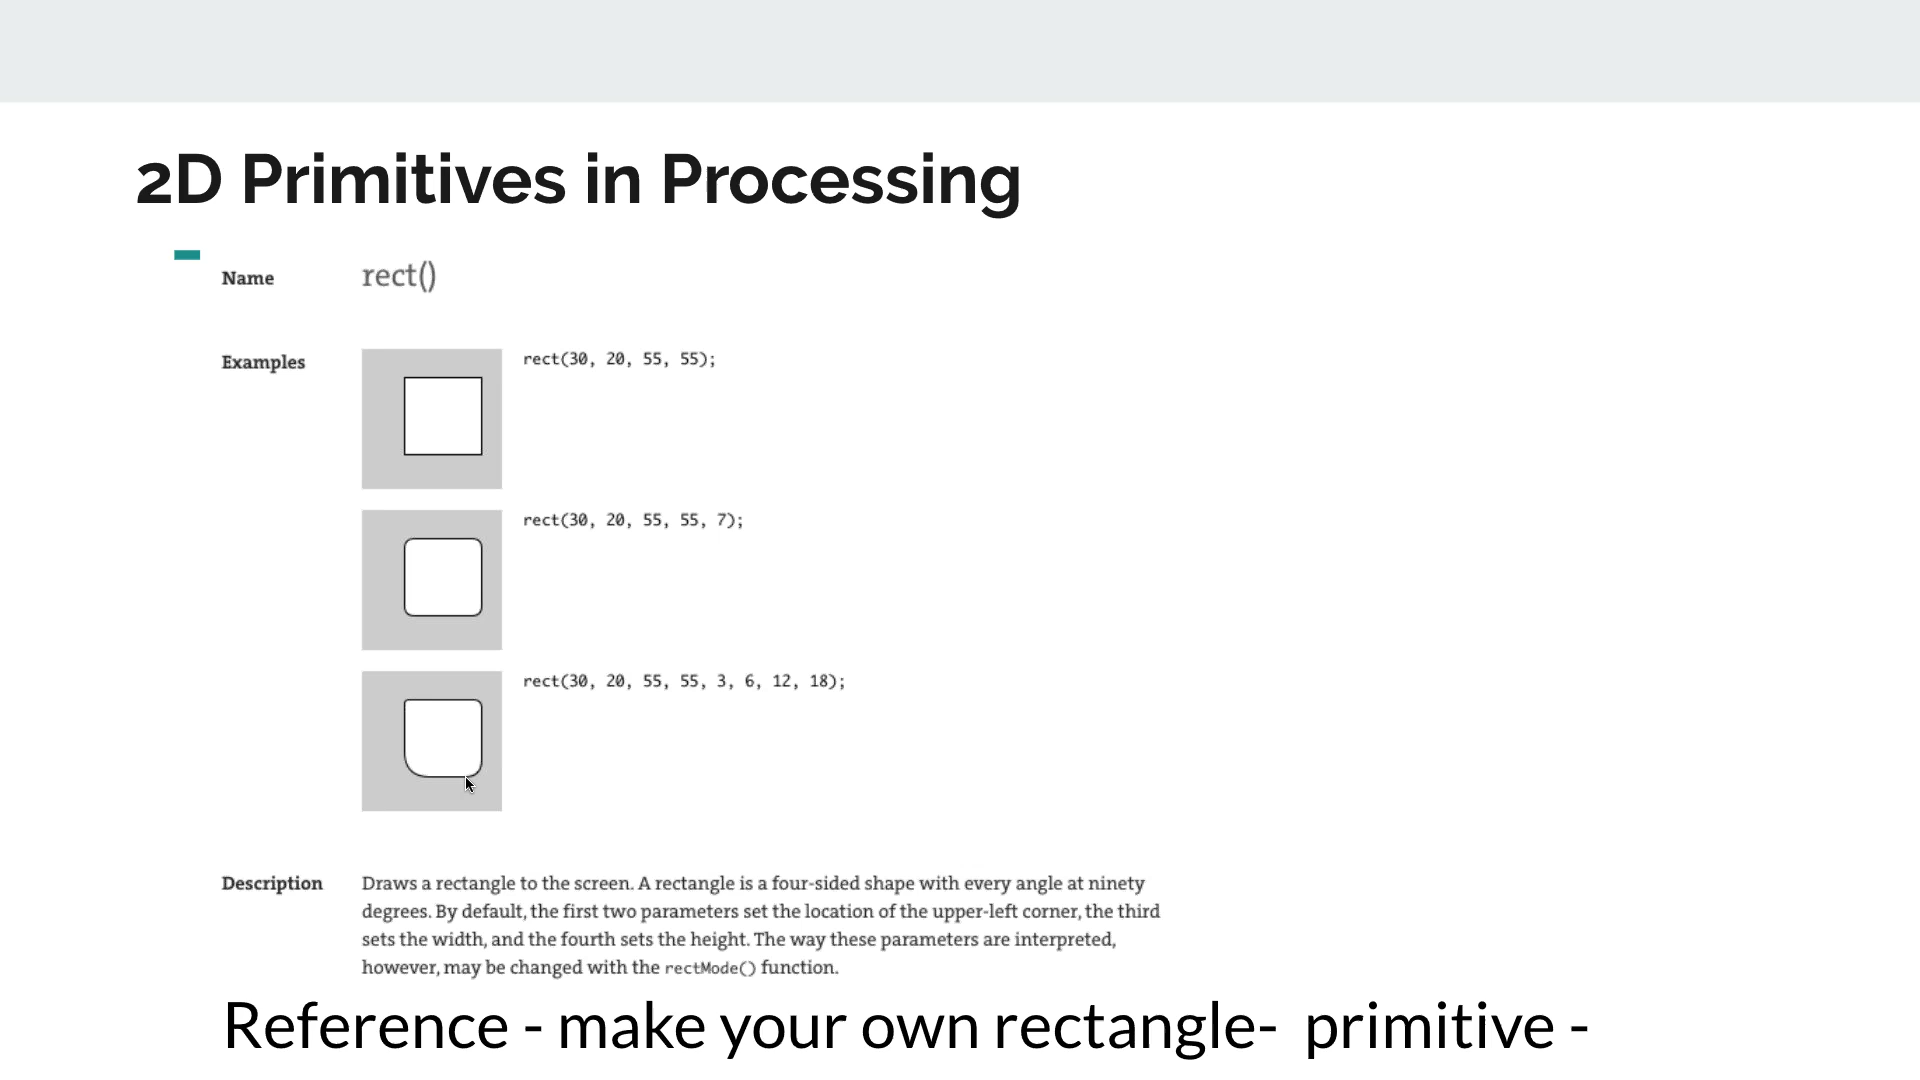 2D Primitives in Processing
Name
rect()
Examples
rect(30, 20, 55, 55);
rect(30, 20, 55, 55, 7);
rect(30, 20, 55, 55, 3, 6, 12, 18);
Description
Draws a rectangle to the screen. A rectangle is a four-sided shape with every angle at ninety
degrees. By default, the first two parameters set the location of the upper-left corner, the third
sets the width, and the fourth sets the height. The way these parameters are interpreted,
however, may be changed with the rectMode() function.
Reference - make your own rectangle-  primitive -